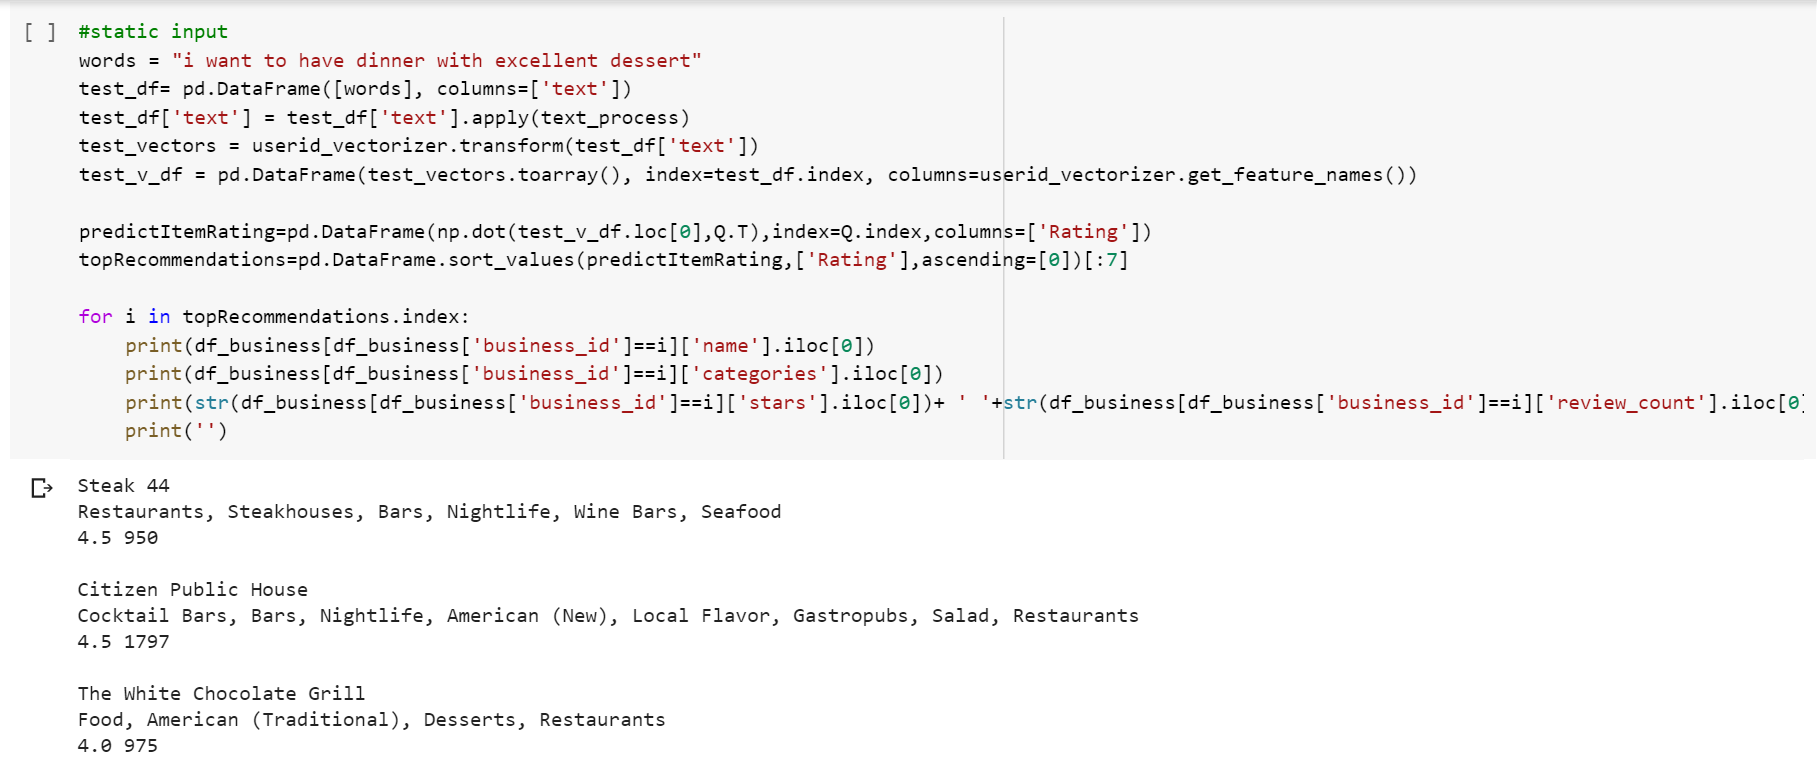 [ ] #static input
words = "i want to have dinner with excellent dessert"
test_df= pd.DataFrame([words], columns=['text'])
test_df['text'] = test_df['text'].apply(text_process)
test_vectors = userid_vectorizer.transform(test_df['text'])
test_v_df = pd.DataFrame(test_vectors.toarray(), index=test_df.index, columns=userid_vectorizer.get_feature_names())
predictItemRating=pd.DataFrame(np.dot(test_v_df.loc[0],Q.T),index=Q.index,columns=['Rating'])
topRecommendations=pd.DataFrame.sort_values(predictItemRating,['Rating'],ascending=[0])[:7]
for i in topRecommendations.index:
    print(df_business[df_business['business_id']==i]['name'].iloc[0])
    print(df_business[df_business['business_id']==i]['categories'].iloc[0])
    print(str(df_business[df_business['business_id']==i]['stars'].iloc[0])+ ' '+str(df_business[df_business['business_id']==i]['review_count'].iloc[0]
    print('')
Steak 44
Restaurants, Steakhouses, Bars, Nightlife, Wine Bars, Seafood
4.5 950
Citizen Public House
Cocktail Bars, Bars, Nightlife, American (New), Local Flavor, Gastropubs, Salad, Restaurants
4.5 1797
The White Chocolate Grill
Food, American (Traditional), Desserts, Restaurants
4.0 975